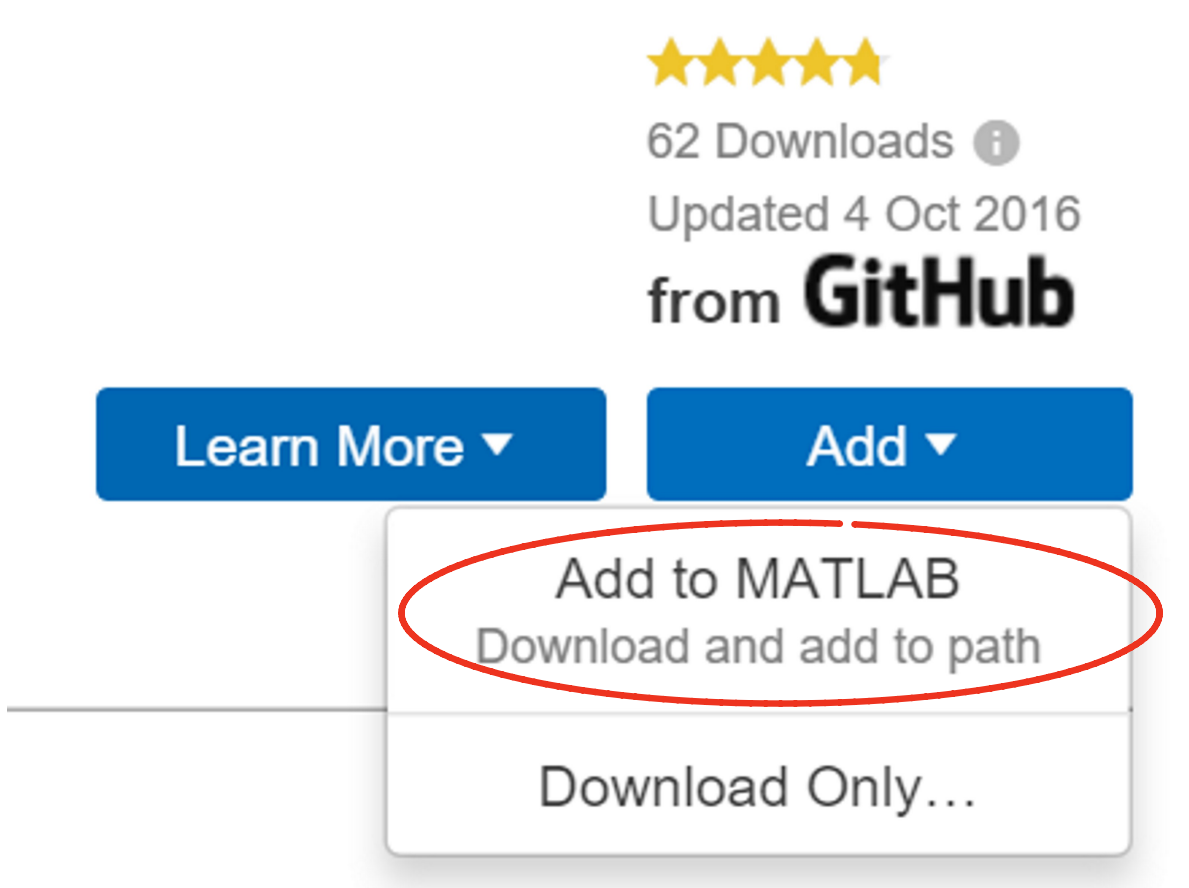 62 Downloads
Updated 4 Oct 2016
from GitHub
Learn More
Add
Add to MATLAB
Download and add to path
Download Only…